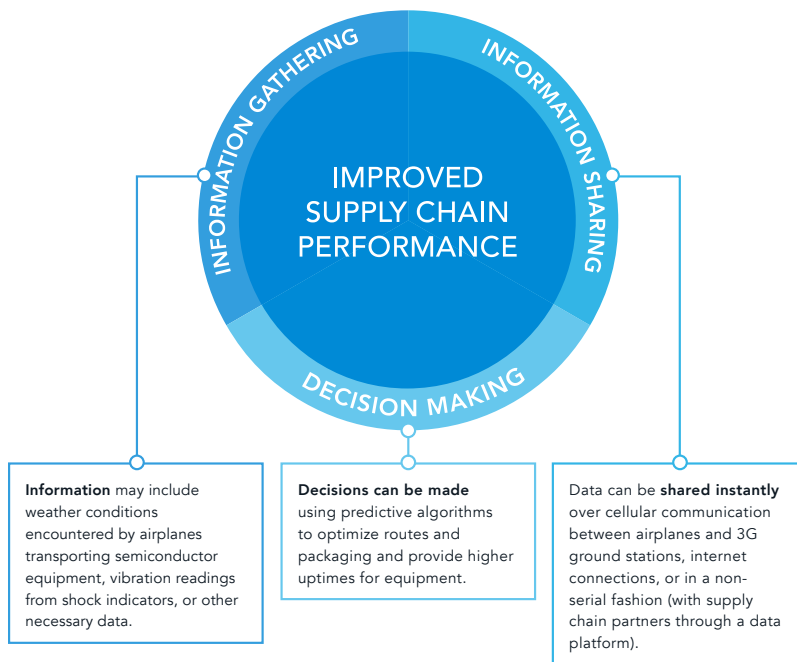 INFORMATION GATHERING
INFORMATION SHARING
IMPROVED
SUPPLY CHAIN
PERFORMANCE
DECISION MAKING
Information may include
weather conditions
encountered by airplanes
transporting semiconductor
equipment, vibration readings
from shock indicators, or other
necessary data.
Decisions can be made
using predictive algorithms
to optimize routes and
packaging and provide higher
uptimes for equipment.
Data can be shared instantly
over cellular communication
between airplanes and 3G
ground stations, internet
connections, or in a non-
serial fashion (with supply
chain partners through a data
platform).